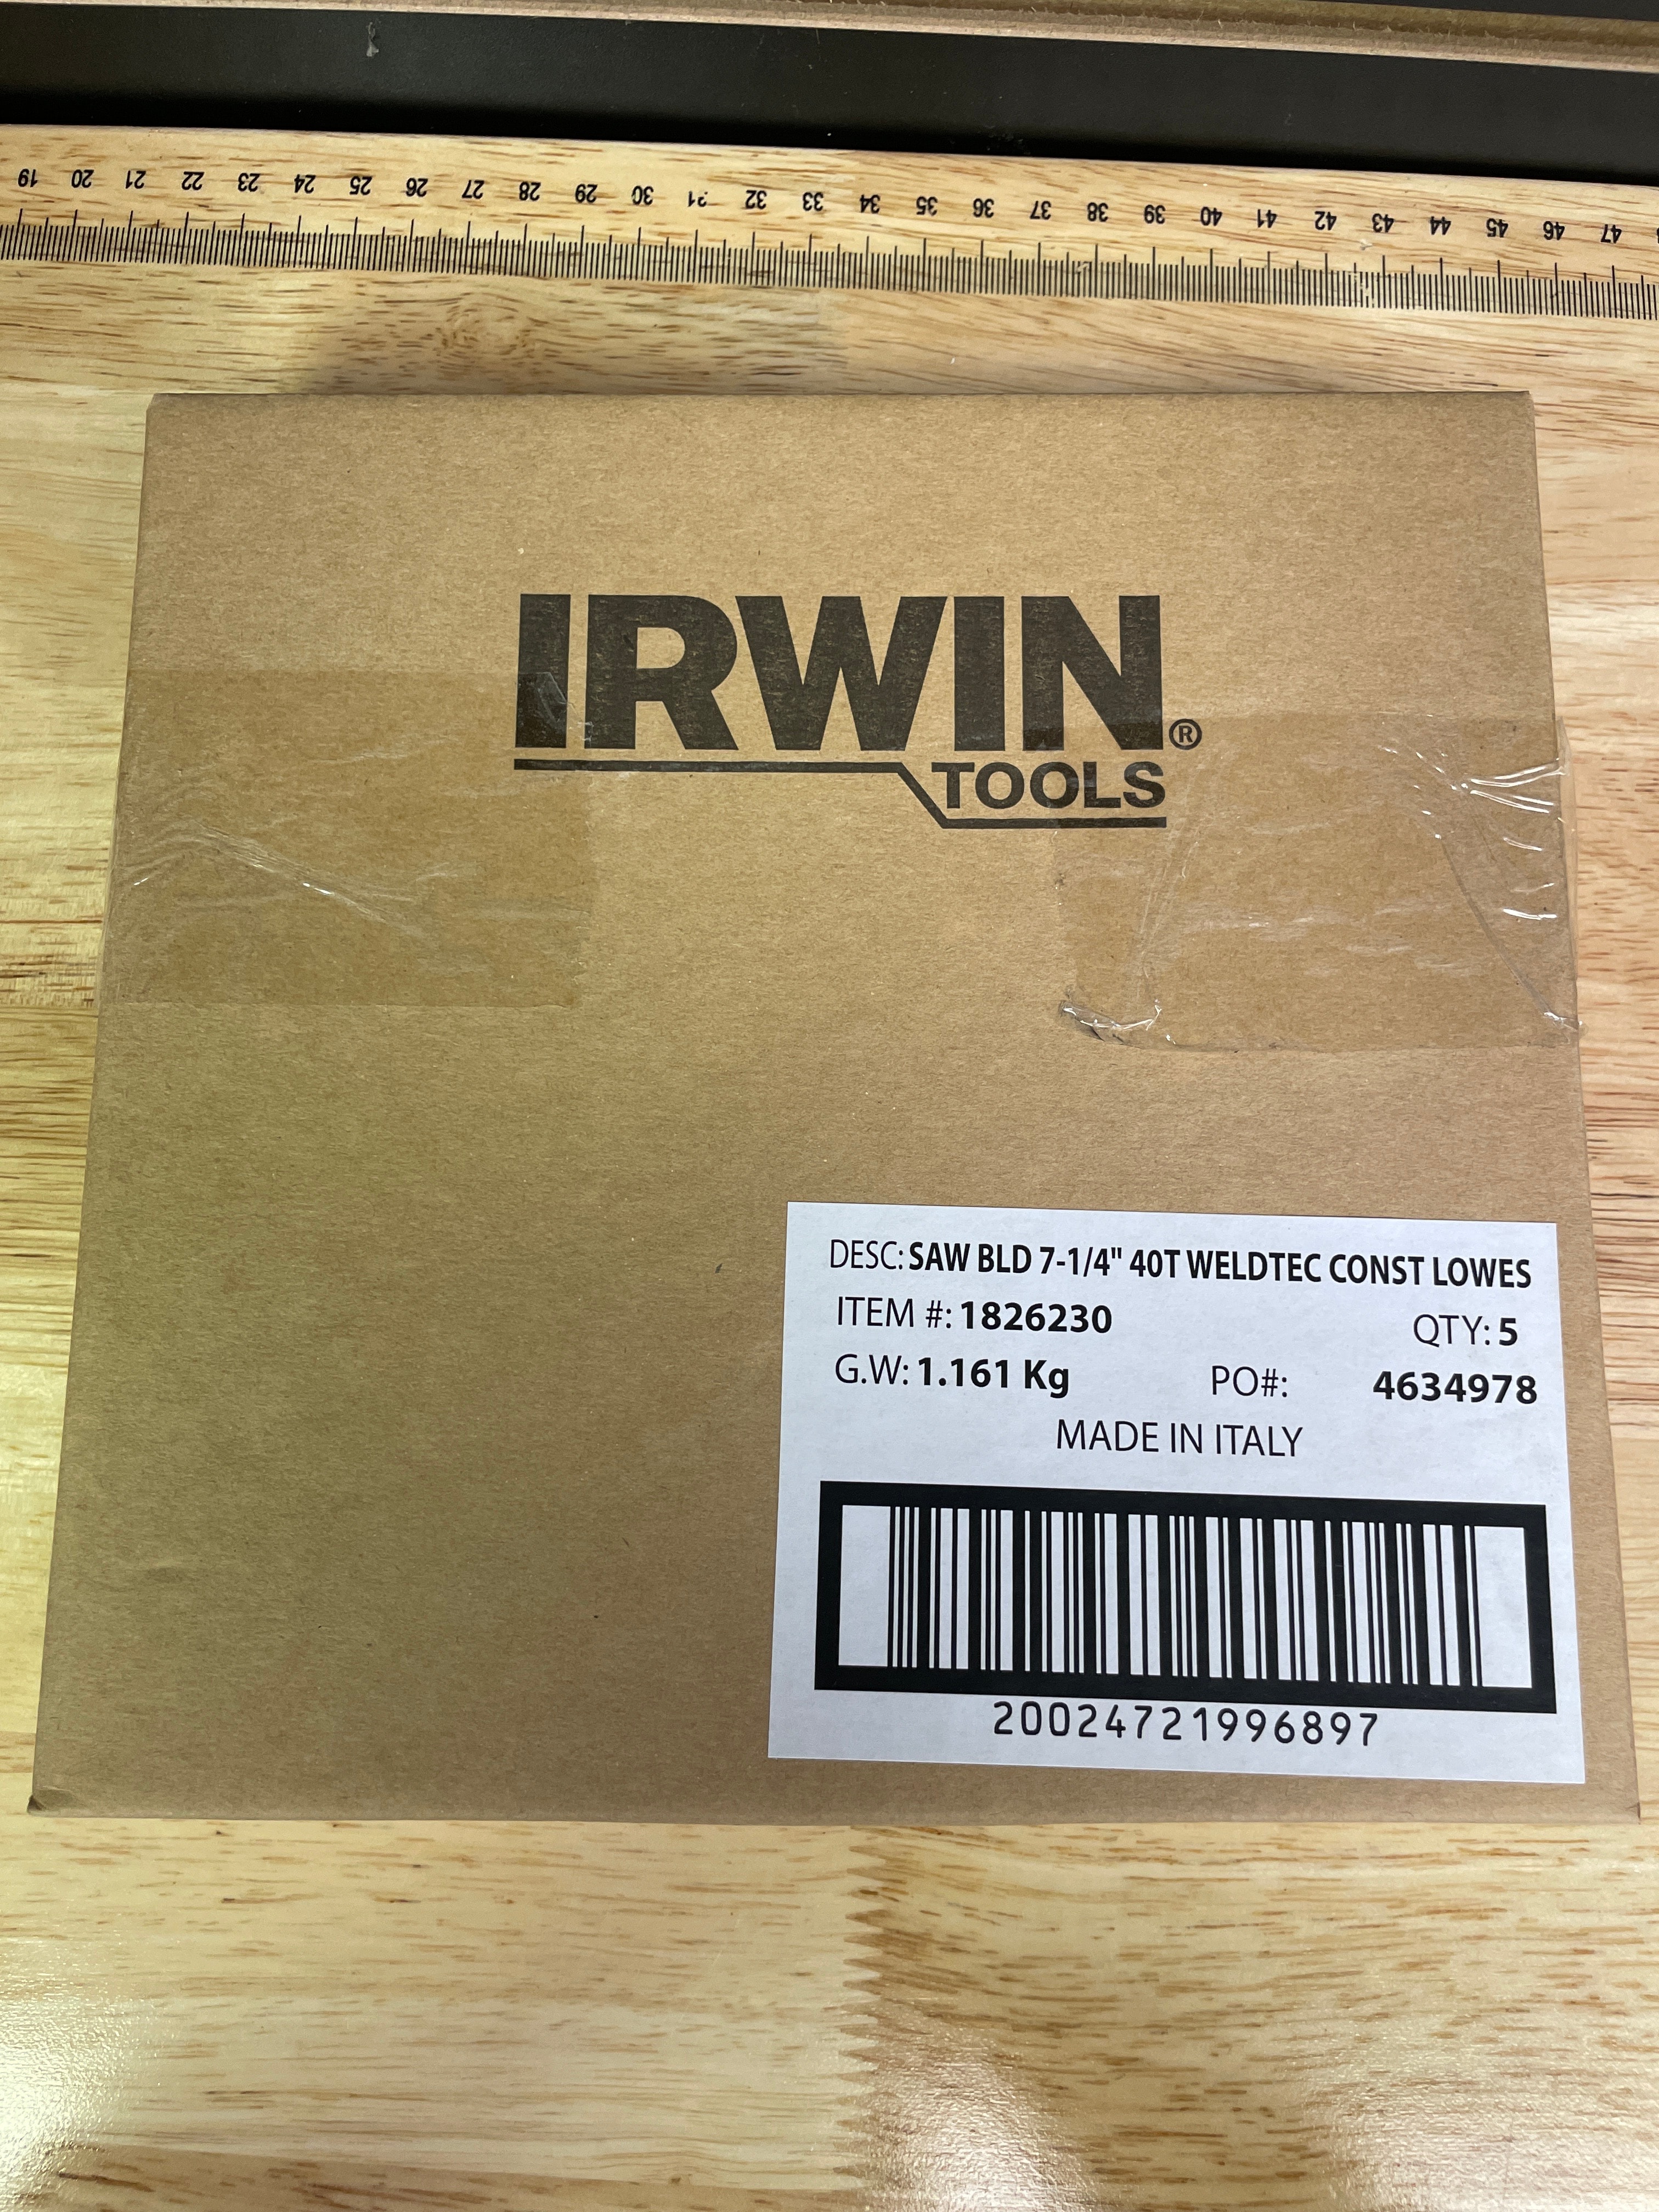 19 20 21 22 23 24 25 26 27 28 29 30 31 32 33 34 35 36 37 38 39 40 41 42 43 44 45 46 47
IRWIN®
TOOLS
DESC: SAW BLD 7-1/4" 40T WELDTEC CONST LOWES
ITEM #: 1826230 QTY: 5
G.W: 1.161 Kg PO#: 4634978
MADE IN ITALY
20024721996897